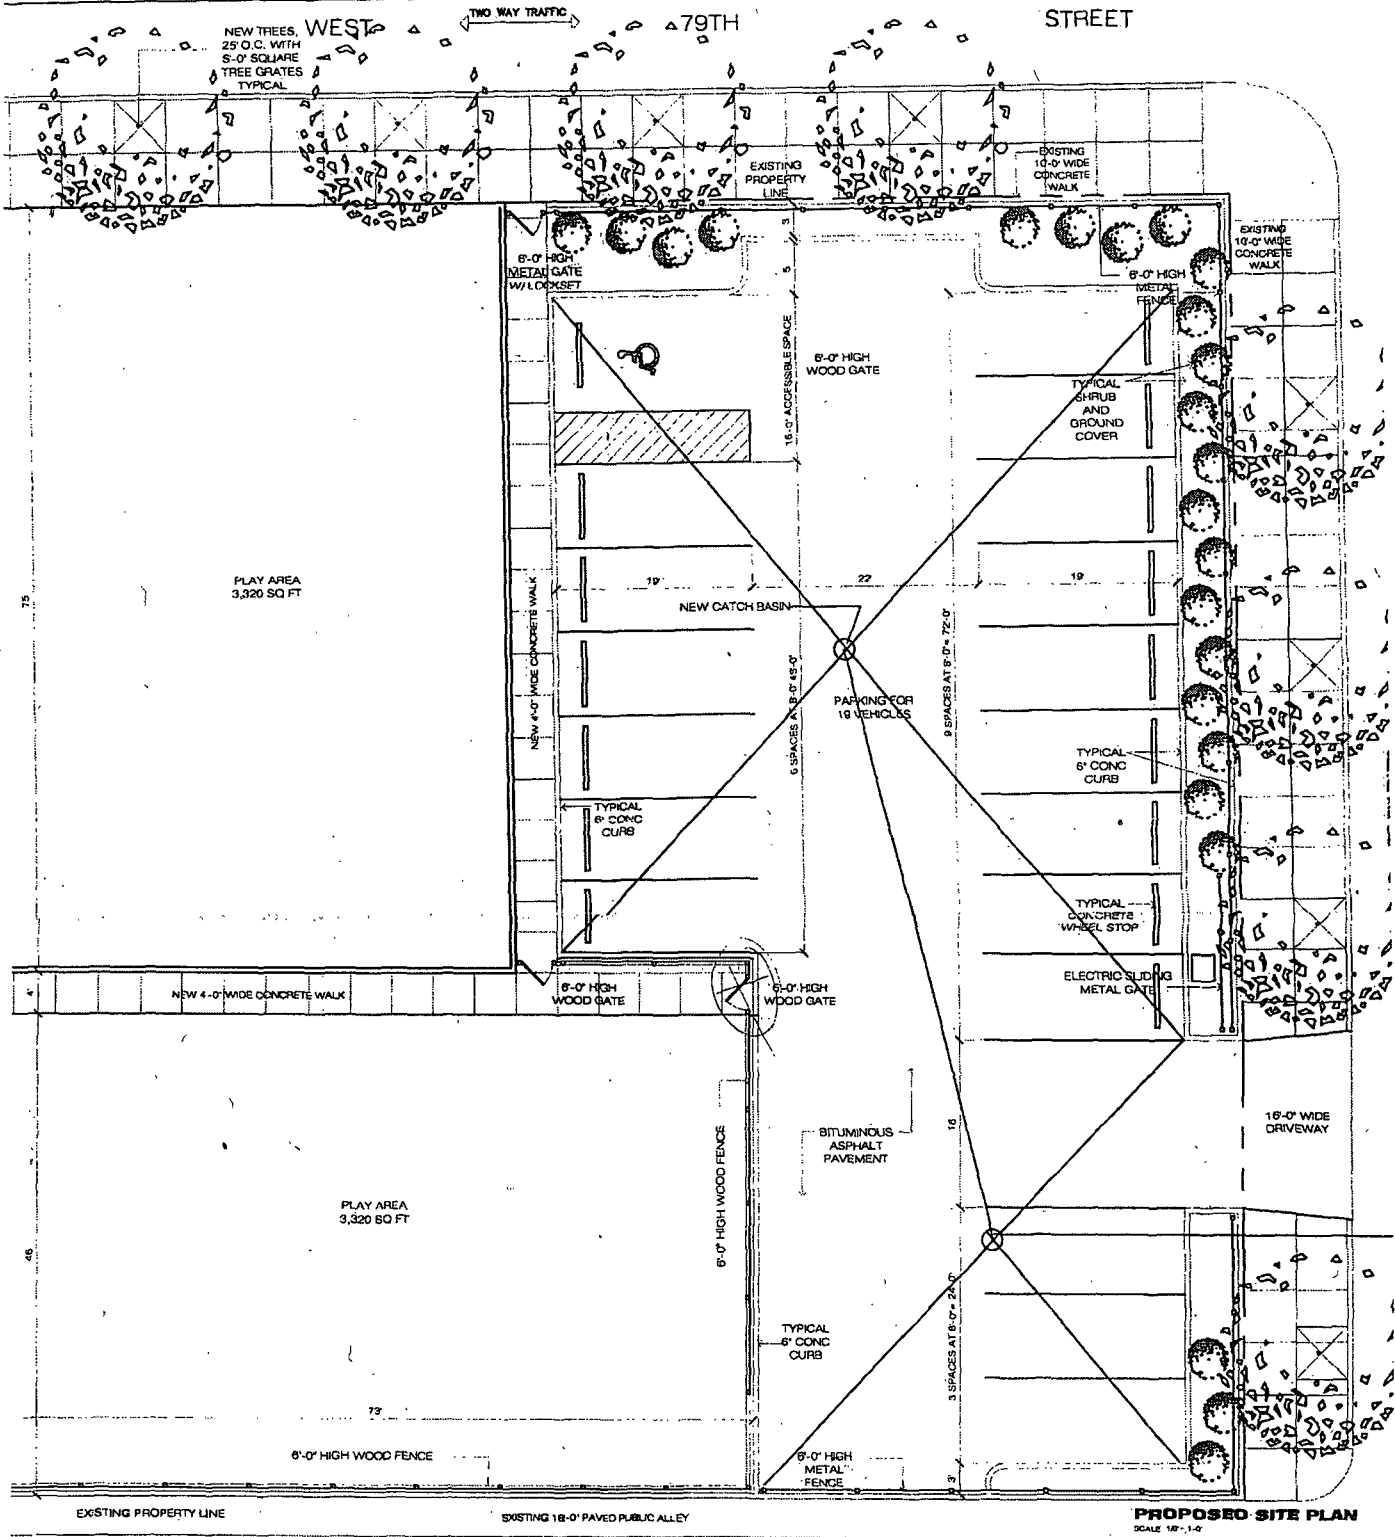 WEST
TWO WAY TRAFFIC
79TH
STREET
NEW TREES,
25' O.C. WITH
5'-0" SQUARE
TREE GRATES
TYPICAL
EXISTING
PROPERTY
LINE
EXISTING
10'-0" WIDE
CONCRETE
WALK
EXISTING
10'-0" WIDE
CONCRETE
WALK
3
5
6'-0" HIGH
METAL GATE
W/ LOCKSET
6'-0" HIGH
METAL
FENCE
16'-0" ACCESSIBLE SPACE
6'-0" HIGH
WOOD GATE
TYPICAL
SHRUB
AND
GROUND
COVER
PLAY AREA
3,320 SQ FT
75
19'
22'
19'
NEW CATCH BASIN
NEW 4'-0" WIDE CONCRETE WALK
6 SPACES AT 8'-0"
9 SPACES AT 8'-0" = 72'-0"
PARKING FOR
19 VEHICLES
TYPICAL
6" CONC
CURB
TYPICAL
6" CONC
CURB
TYPICAL
CONCRETE
WHEEL STOP
ELECTRIC SLIDING
METAL GATE
4'
NEW 4'-0" WIDE CONCRETE WALK
6'-0" HIGH
WOOD GATE
6'-0" HIGH
WOOD GATE
16'-0" WIDE
DRIVEWAY
16
BITUMINOUS
ASPHALT
PAVEMENT
6'-0" HIGH WOOD FENCE
PLAY AREA
3,320 SQ FT
46
3 SPACES AT 8'-0" = 24'-0"
TYPICAL
6" CONC
CURB
73'
6'-0" HIGH WOOD FENCE
6'-0" HIGH
METAL
FENCE
3'
EXISTING PROPERTY LINE
EXISTING 18'-0" PAVED PUBLIC ALLEY
PROPOSED SITE PLAN
SCALE